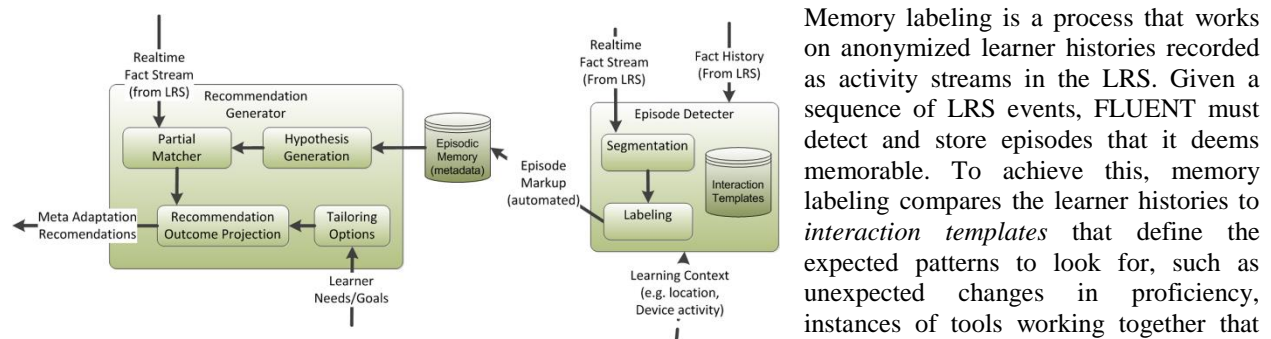 Realtime
Fact Stream
(from LRS)
Recommendation
Generator
Partial
Matcher
Hypothesis
Generation
Episodic
Memory
(metadata)
Meta Adaptation
Recomendations
Recommendation
Outcome Projection
Tailoring
Options
Learner
Needs/Goals
Episode
Markup
(automated)
Realtime
Fact Stream
(From LRS)
Fact History
(From LRS)
Episode Detecter
Segmentation
Labeling
Interaction
Templates
Learning Context
(e.g. location,
Device activity)
Memory labeling is a process that works
on anonymized learner histories recorded
as activity streams in the LRS. Given a
sequence of LRS events, FLUENT must
detect and store episodes that it deems
memorable. To achieve this, memory
labeling compares the learner histories to
interaction templates that define the
expected patterns to look for, such as
unexpected changes in proficiency,
instances of tools working together that